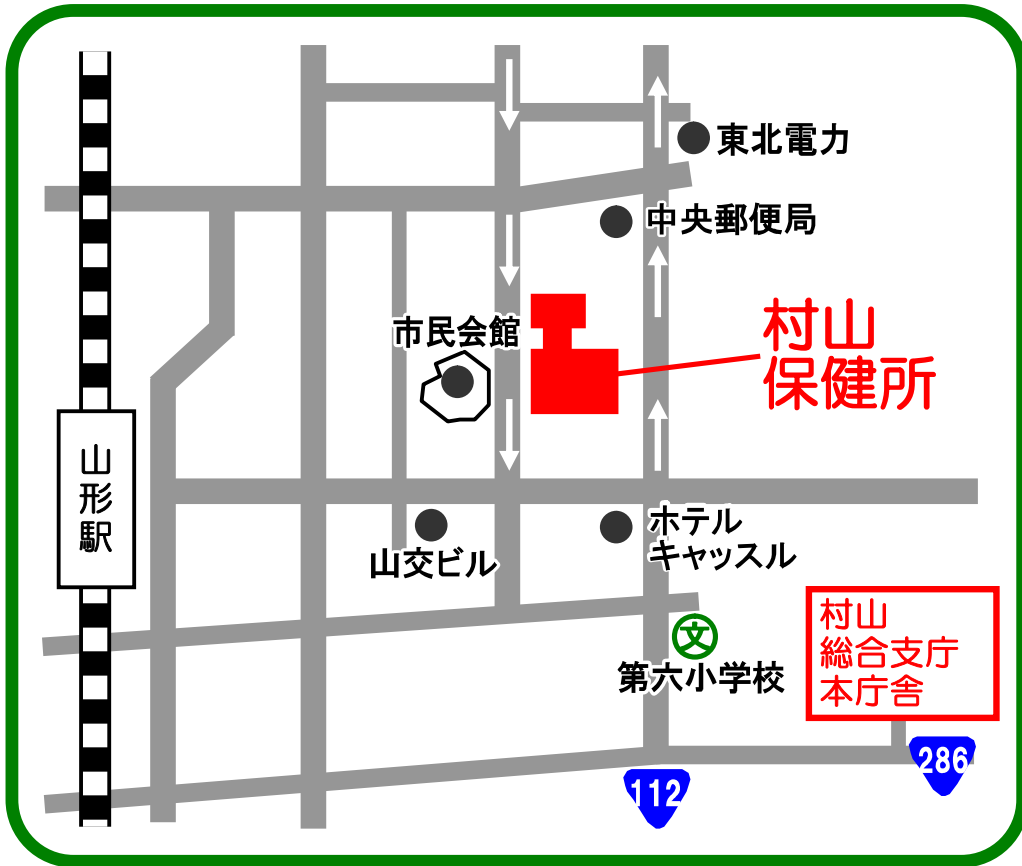 東北電力
中央郵便局
市民会館
村山
保健所
山形駅
ホテル
キャッスル
山交ビル
村山
総合支庁
本庁舎
文
第六小学校
286
112